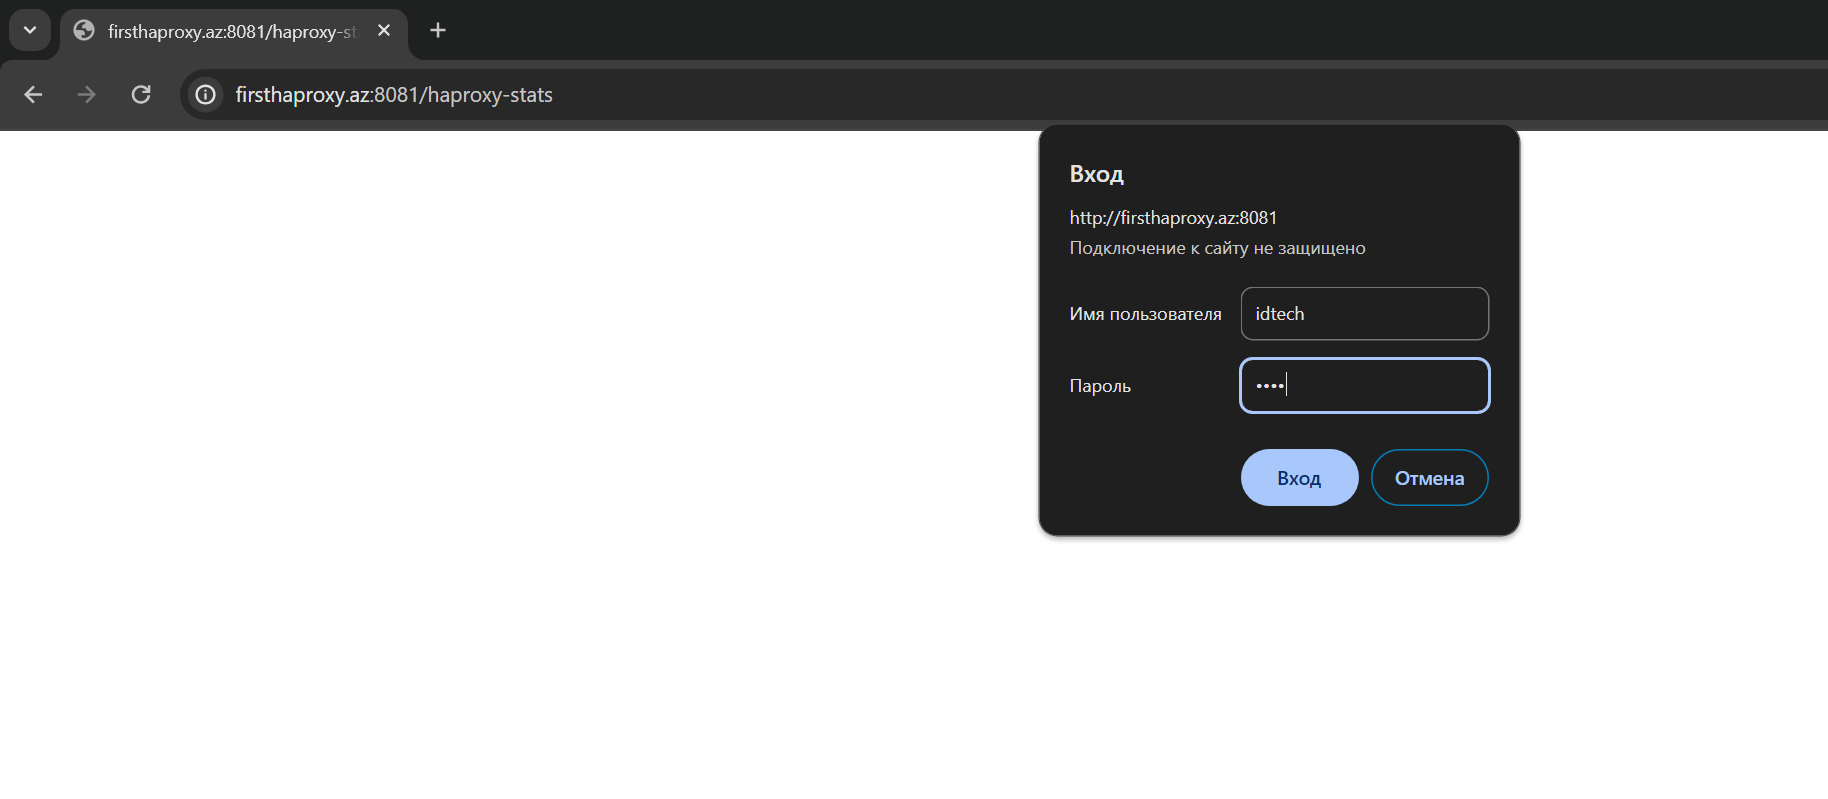 firsthaproxy.az:8081/haproxy-st
firsthaproxy.az:8081/haproxy-stats
Вход
http://firsthaproxy.az:8081
Подключение к сайту не защищено
Имя пользователя idtech
Пароль ••••
Вход Отмена